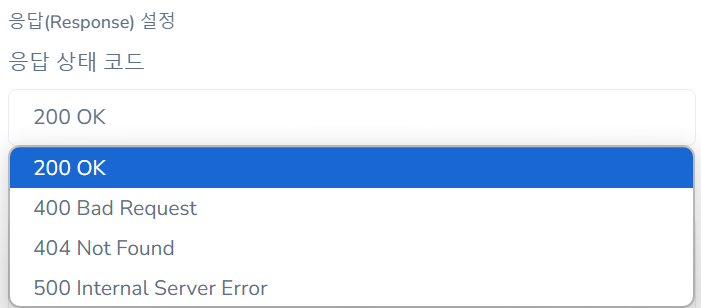 응답(Response) 설정
응답 상태 코드
200 OK
200 OK
400 Bad Request
404 Not Found
500 Internal Server Error